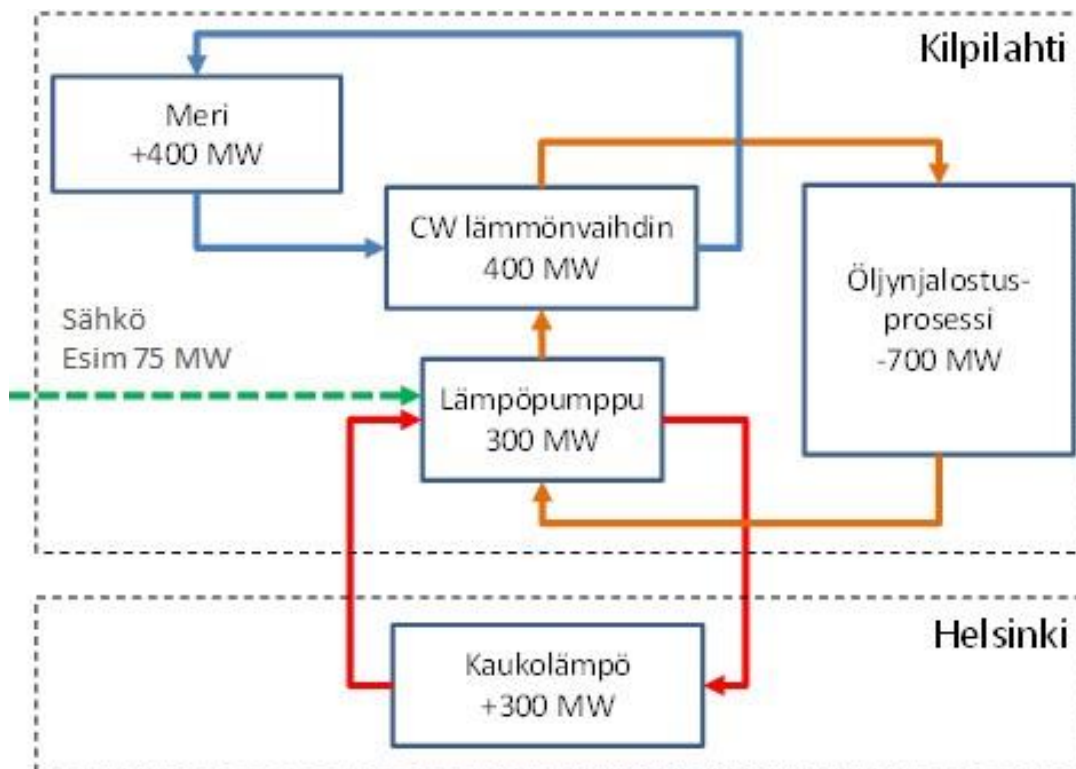 Kilpilahti
Meri
+400 MW
CW lämmönvaihdin
400 MW
Öljynjalostus-
prosessi
-700 MW
Sähkö
Esim 75 MW
Lämpöpumppu
300 MW
Helsinki
Kaukolämpö
+300 MW